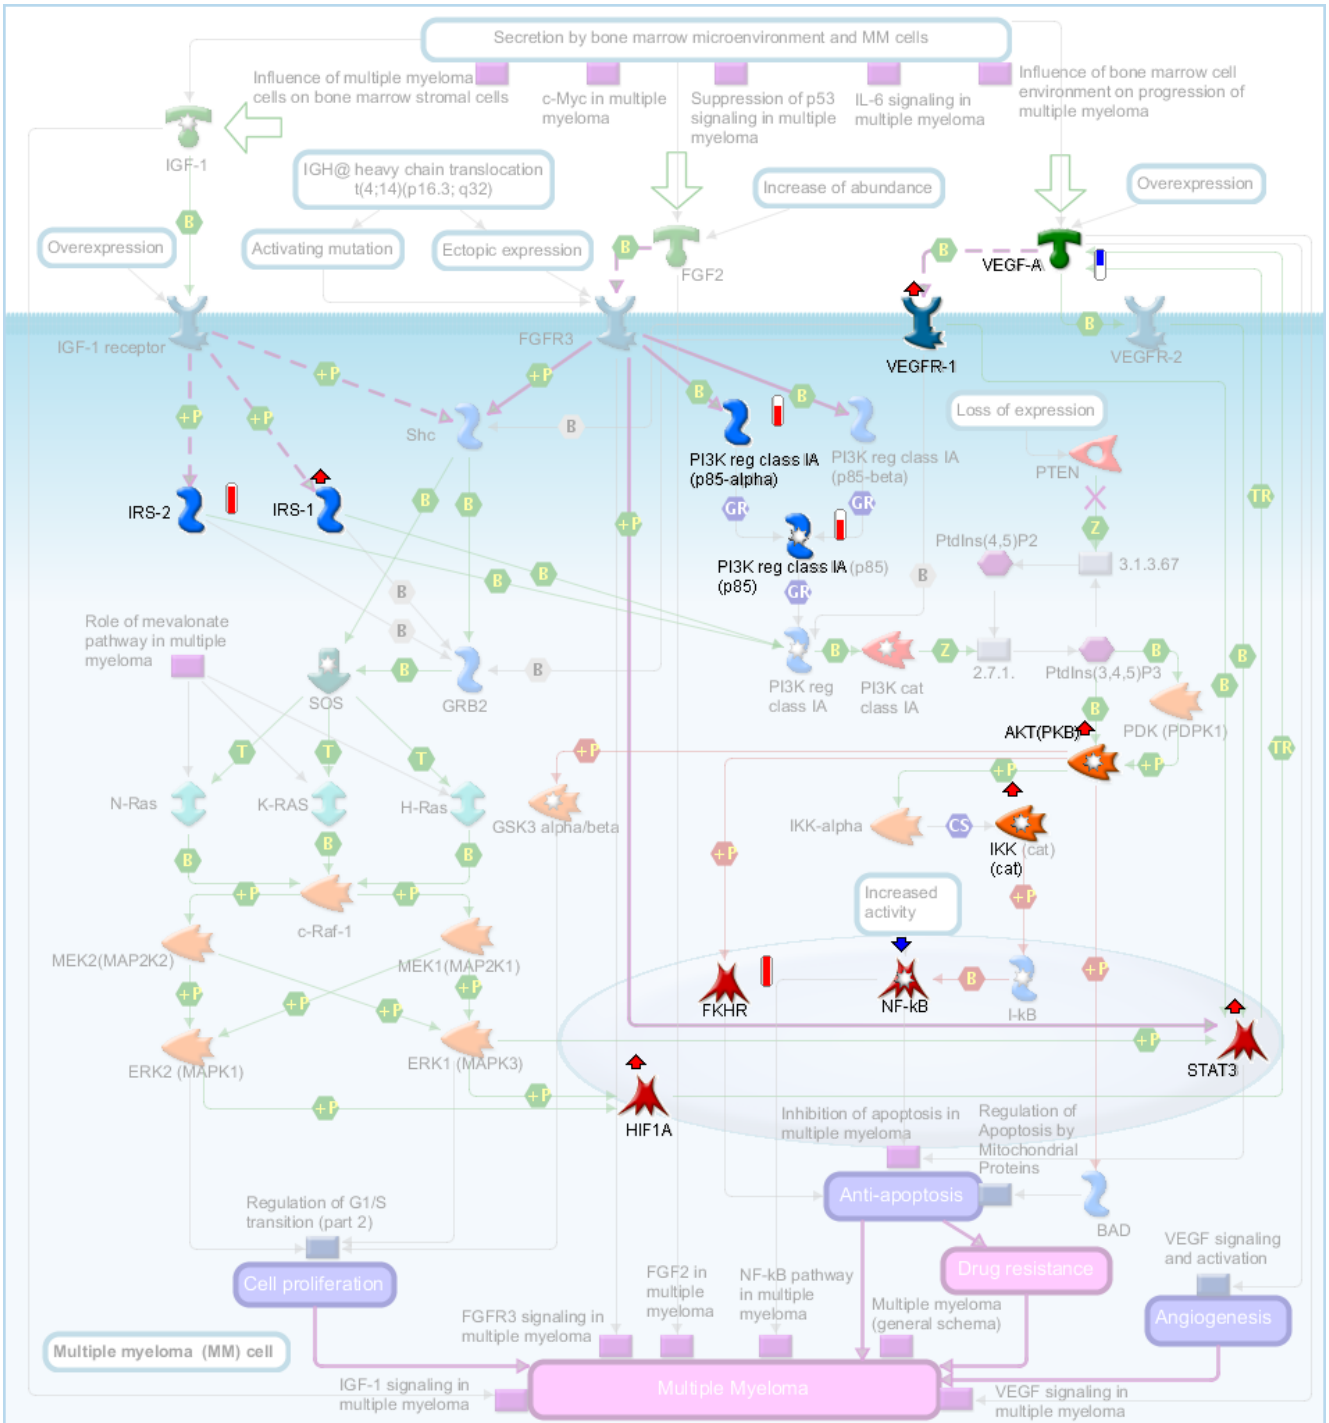 Secretion by bone marrow microenvironment and MM cells
Influence of multiple myeloma
cells on bone marrow stromal cells
c-Myc in multiple
myeloma
Suppression of p53
signaling in multiple
myeloma
IL-6 signaling in
multiple myeloma
Influence of bone marrow cell
environment on progression of
multiple myeloma
IGF-1
IGH@ heavy chain translocation
t(4;14)(p16.3; q32)
Increase of abundance
Overexpression
B
Overexpression
Activating mutation
Ectopic expression
B
FGF2
B
VEGF-A
IGF-1 receptor
FGFR3
VEGFR-1
B
VEGFR-2
+P
+P
+P
+P
Shc
B
B
B
PI3K reg class IA
(p85-alpha)
PI3K reg class IA
(p85-beta)
Loss of expression
PTEN
IRS-2
IRS-1
B
B
+P
GR
GR
PI3K reg class IA (p85)
(p85)
GR
B
PtdIns(4,5)P2
Z
3.1.3.67
TR
B
B
B
B
Role of mevalonate
pathway in multiple
myeloma
SOS
B
GRB2
B
PI3K reg
class IA
B
PI3K cat
class IA
Z
2.7.1.
PtdIns(3,4,5)P3
B
B
B
B
PDK (PDPK1)
T
T
T
+P
AKT(PKB)
+P
+P
TR
N-Ras
K-RAS
H-Ras
GSK3 alpha/beta
IKK-alpha
CS
IKK (cat)
(cat)
B
B
B
+P
+P
+P
c-Raf-1
+P
Increased
activity
MEK2(MAP2K2)
MEK1(MAP2K1)
+P
+P
+P
+P
FKHR
NF-kB
B
I-kB
+P
ERK2 (MAPK1)
ERK1 (MAPK3)
+P
STAT3
+P
+P
HIF1A
Inhibition of apoptosis in
multiple myeloma
Regulation of
Apoptosis by
Mitochondrial
Proteins
Regulation of G1/S
transition (part 2)
Anti-apoptosis
BAD
Cell proliferation
FGF2 in
multiple
myeloma
NF-kB pathway
in multiple
myeloma
Drug resistance
VEGF signaling
and activation
FGFR3 signaling in
multiple myeloma
Multiple myeloma
(general schema)
Angiogenesis
Multiple myeloma (MM) cell
IGF-1 signaling in
multiple myeloma
Multiple Myeloma
VEGF signaling in
multiple myeloma